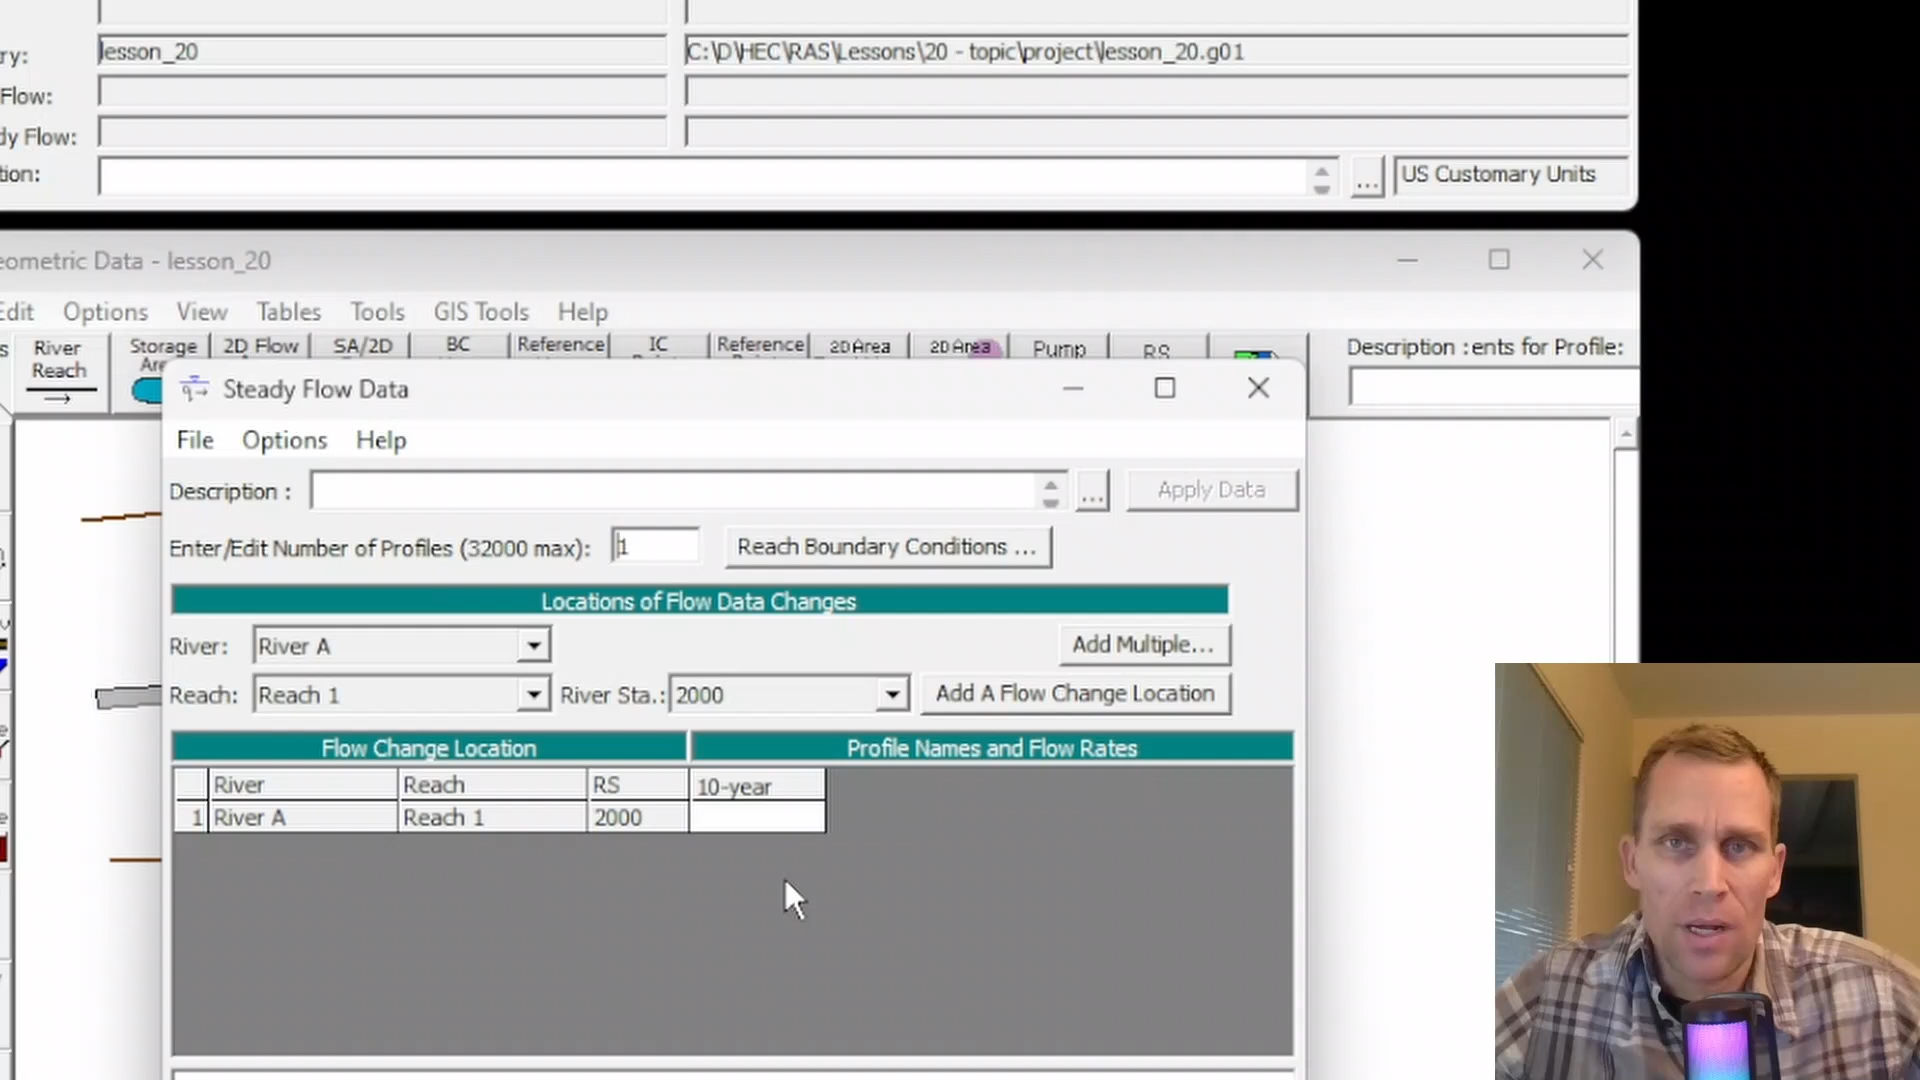 ry: lesson_20 C:\D\HEC\RAS\Lessons\20 - topic\project\lesson_20.g01
Flow:
dy Flow:
tion: ... US Customary Units
eometric Data - lesson_20
Edit Options View Tables Tools GIS Tools Help
River Reach
Storage Are
2D Flow
SA/2D
BC
Reference
IC
Reference
2D Area
2D Area
Pump
RS
Description :ents for Profile:
Steady Flow Data
File Options Help
Description : ... Apply Data
Enter/Edit Number of Profiles (32000 max): 1 Reach Boundary Conditions ...
Locations of Flow Data Changes
River: River A Add Multiple...
Reach: Reach 1 River Sta.: 2000 Add A Flow Change Location
Flow Change Location Profile Names and Flow Rates
River Reach RS 10-year
1 River A Reach 1 2000